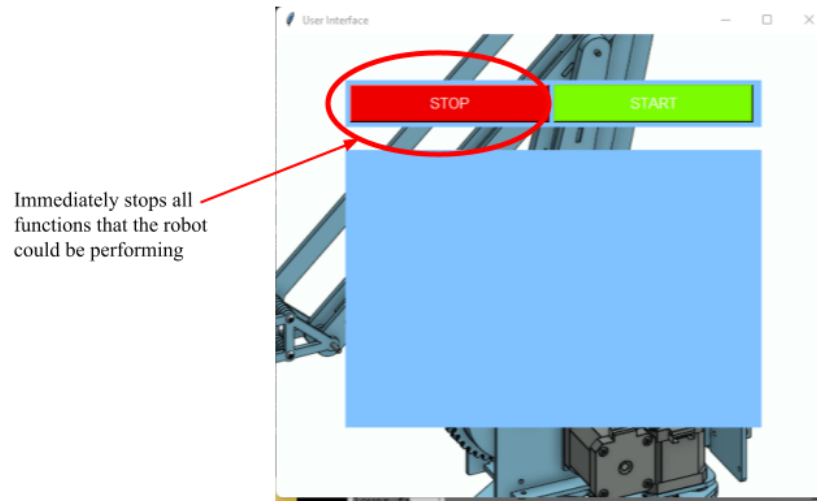 User Interface
STOP START
Immediately stops all
functions that the robot
could be performing